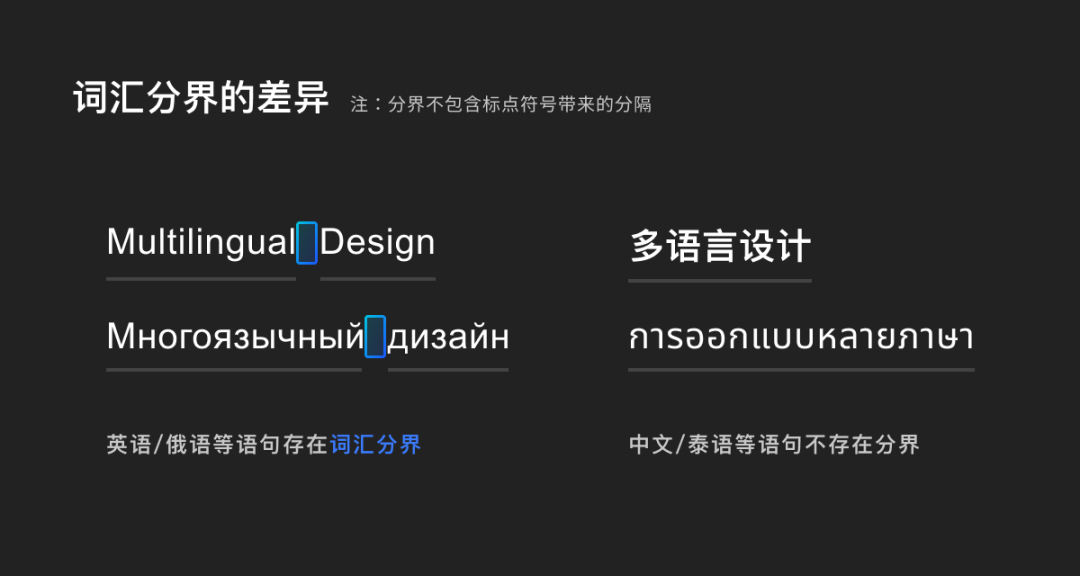 词汇分界的差异 注：分界不包含标点符号带来的分隔
Multilingual Design
Многоязычный дизайн
英语/俄语等语句存在词汇分界
多语言设计
การออกแบบหลายภาษา
中文/泰语等语句不存在分界